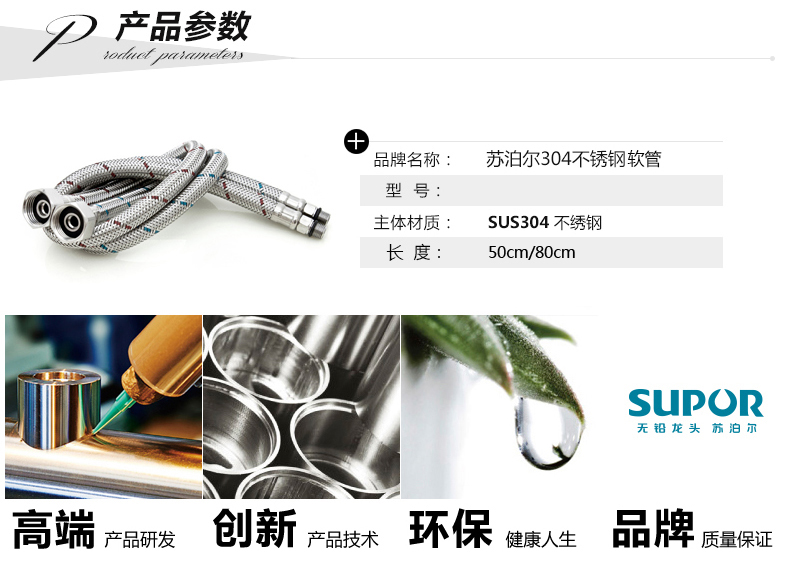 产品参数
Product parameters
品牌名称： 苏泊尔304不锈钢软管
型 号：
主体材质： SUS304 不绣钢
长 度： 50cm/80cm
SUPOR
无铅龙头 苏泊尔
高端 产品研发
创新 产品技术
环保 健康人生
品牌 质量保证